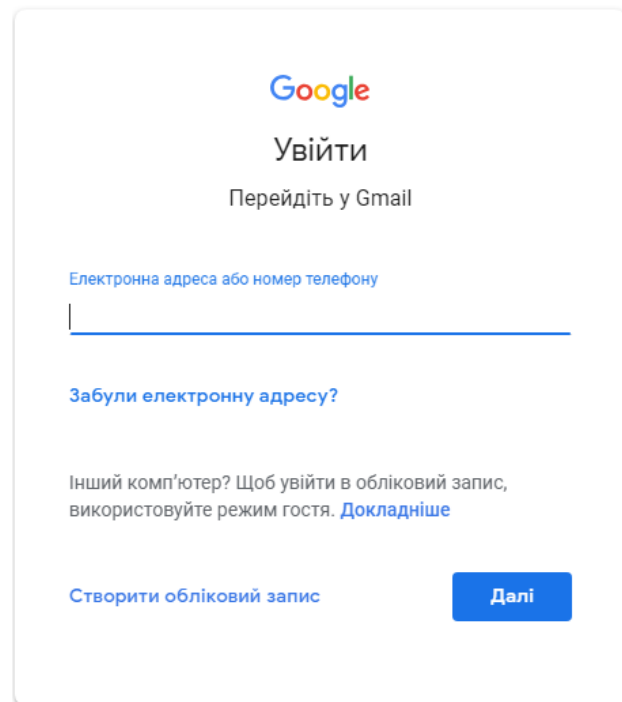 Google
Увійти
Перейдіть у Gmail
Електронна адреса або номер телефону
Забули електронну адресу?
Інший комп'ютер? Щоб увійти в обліковий запис,
використовуйте режим гостя. Докладніше
Створити обліковий запис
Далі